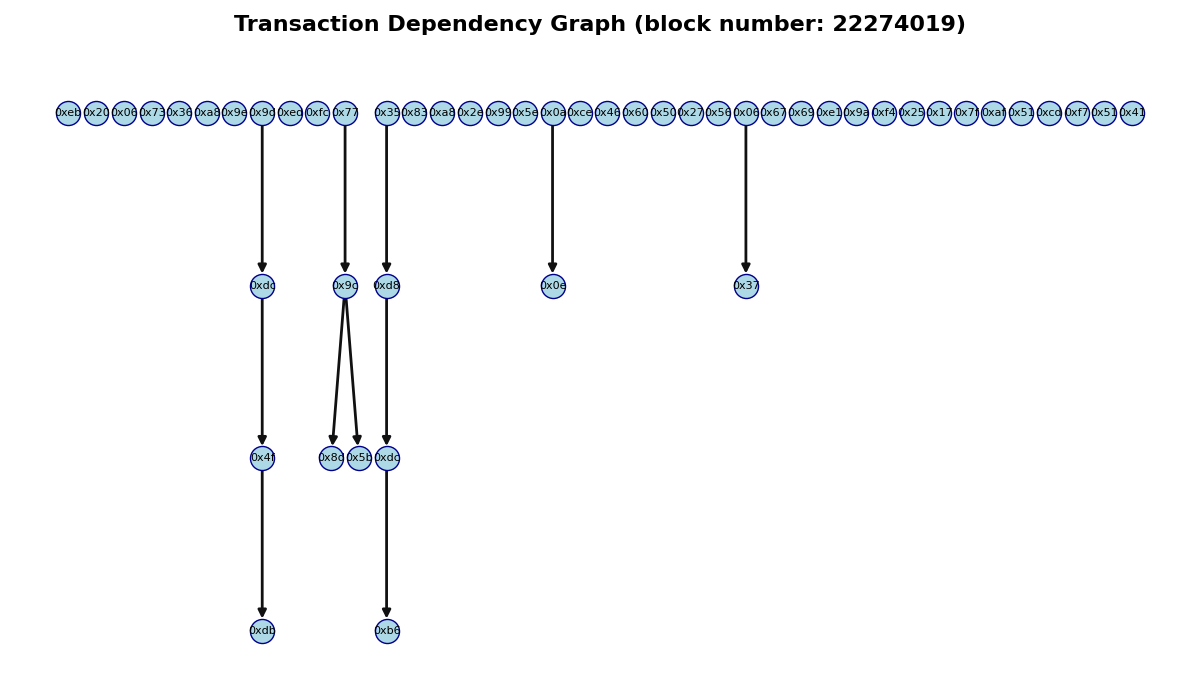 Transaction Dependency Graph (block number: 22274019)
0xeb 0x20 0x06 0x73 0x36 0xa8 0x9e 0x9d 0xed 0xfc 0x77 0x35 0x83 0xa8 0x2e 0x99 0x5e 0x0a 0xce 0x46 0x60 0x50 0x27 0x56 0x06 0x67 0x69 0xe1 0x9a 0xf4 0x25 0x17 0x7f 0xaf 0x51 0xcd 0xf7 0x51 0x41
0xdc 0x9c 0xd8 0x0e 0x37
0x4f 0x8d 0x5b 0xdc
0xdb 0xb6